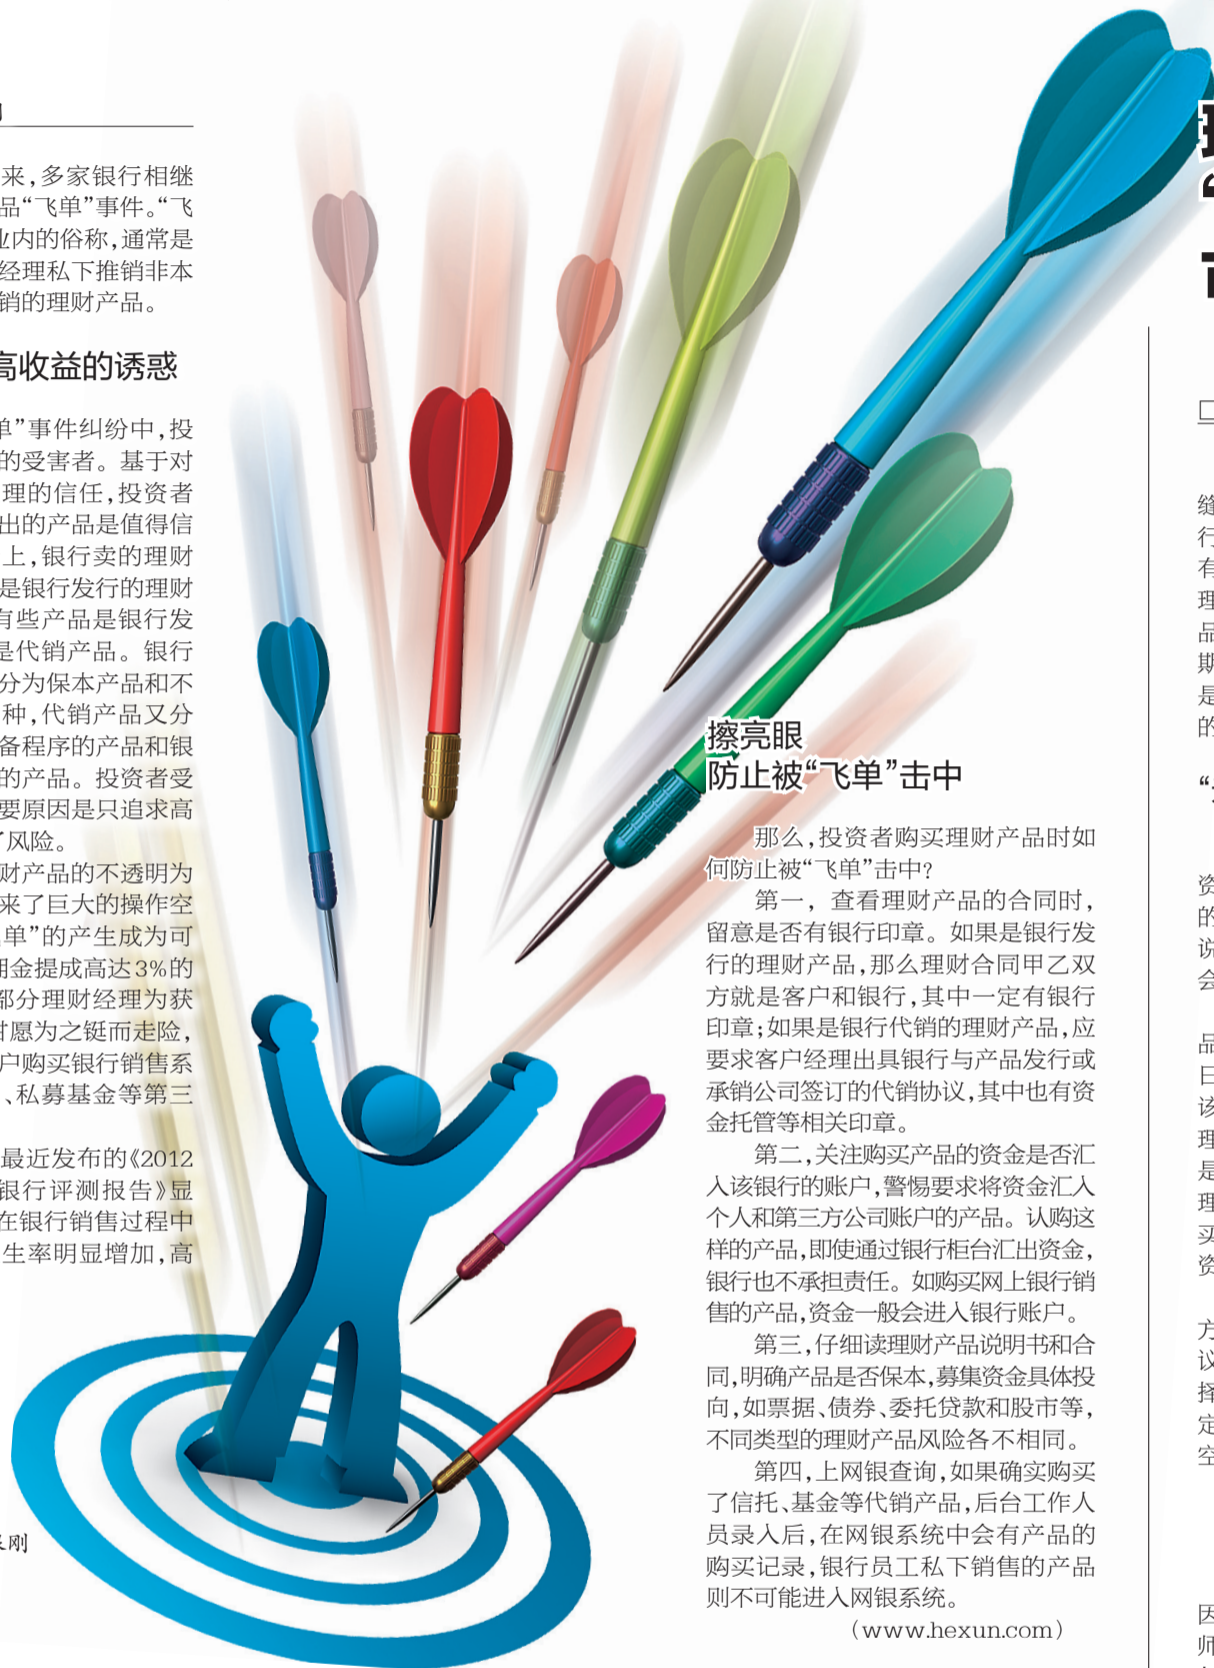 来,多家银行相继
品“飞单”事件。“飞
业内的俗称,通常是
经理私下推销非本
销的理财产品。
高收益的诱惑
单”事件纠纷中,投
的受害者。基于对
理的信任,投资者
出的产品是值得信
上,银行卖的理财
是银行发行的理财
有些产品是银行发
是代销产品。银行
分为保本产品和不
种,代销产品又分
备程序的产品和银
的产品。投资者受
要原因是只追求高
了风险。
财产品的不透明为
来了巨大的操作空
单”的产生成为可
佣金提成高达3%的
部分理财经理为获
甘愿为之铤而走险,
户购买银行销售系
、私募基金等第三
最近发布的《2012
银行评测报告》显
在银行销售过程中
生率明显增加,高
刚
擦亮眼
防止被“飞单”击中
那么,投资者购买理财产品时如
何防止被“飞单”击中?
第一,查看理财产品的合同时,
留意是否有银行印章。如果是银行发
行的理财产品,那么理财合同甲乙双
方就是客户和银行,其中一定有银行
印章;如果是银行代销的理财产品,应
要求客户经理出具银行与产品发行或
承销公司签订的代销协议,其中也有资
金托管等相关印章。
第二,关注购买产品的资金是否汇
入该银行的账户,警惕要求将资金汇入
个人和第三方公司账户的产品。认购这
样的产品,即使通过银行柜台汇出资金,
银行也不承担责任。如购买网上银行销
售的产品,资金一般会进入银行账户。
第三,仔细读理财产品说明书和合
同,明确产品是否保本,募集资金具体投
向,如票据、债券、委托贷款和股市等,
不同类型的理财产品风险各不相同。
第四,上网银查询,如果确实购买
了信托、基金等代销产品,后台工作人
员录入后,在网银系统中会有产品的
购买记录,银行员工私下销售的产品
则不可能进入网银系统。
(www.hexun.com)
缝
行
有
理
品
期
是
的
资
的
说
会
品
日
该
理
是
理
买
资
方
议
择
定
空
因
师